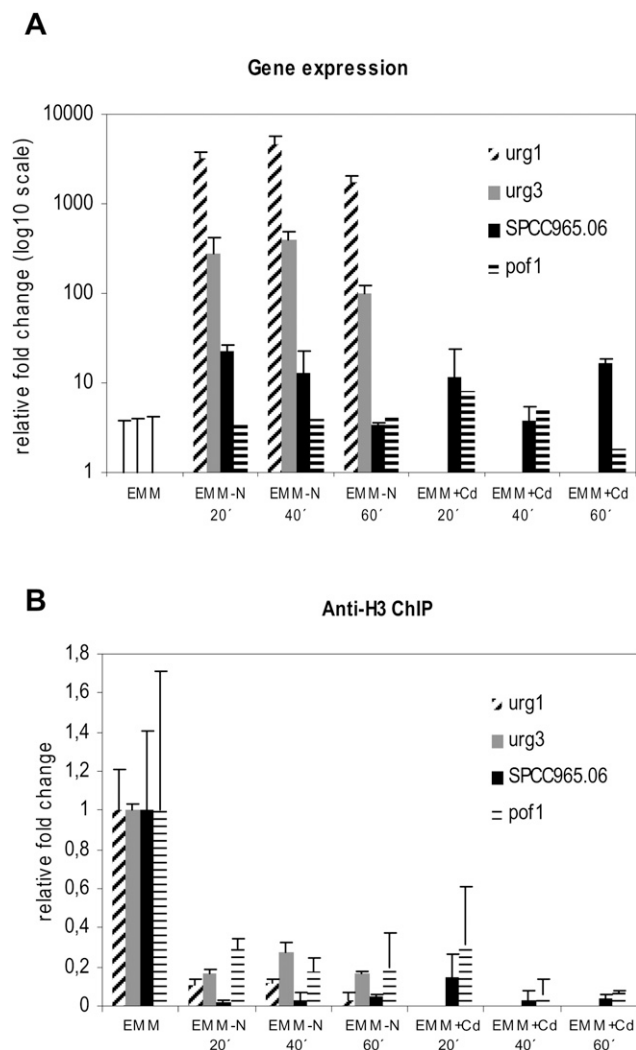 A
Gene expression
relative fold change (log10 scale)
10000
1000
100
10
1
urg1
urg3
SPCC965.06
pof1
EMM EMM-N EMM-N EMM-N EMM+Cd EMM+Cd EMM+Cd
20´ 40´ 60´ 20´ 40´ 60´
B
Anti-H3 ChIP
relative fold change
1,8
1,6
1,4
1,2
1
0,8
0,6
0,4
0,2
0
urg1
urg3
SPCC965.06
pof1
EMM EMM-N EMM-N EMM-N EMM+Cd EMM+Cd EMM+Cd
20´ 40´ 60´ 20´ 40´ 60´